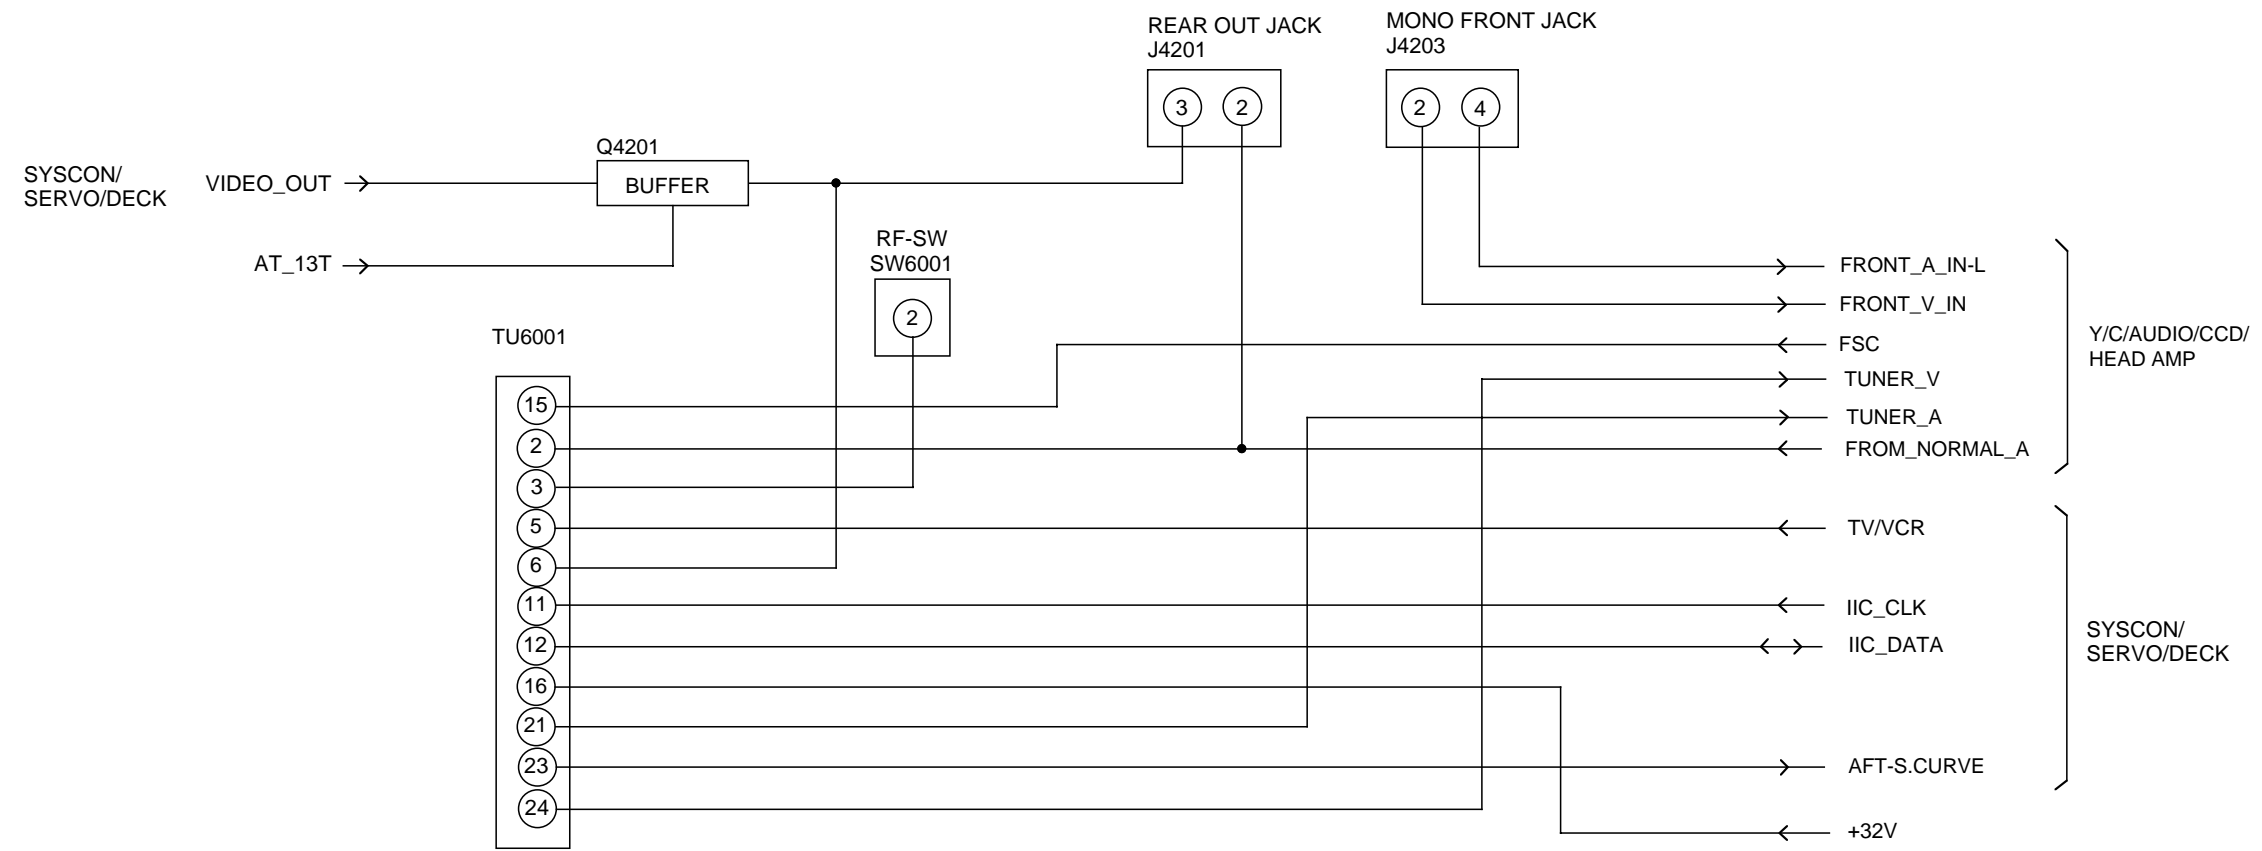 REAR OUT JACK
J4201
3
2
MONO FRONT JACK
J4203
2
4
SYSCON/
SERVO/DECK
VIDEO_OUT
Q4201
BUFFER
AT_13T
RF-SW
SW6001
2
TU6001
15
2
3
5
6
11
12
16
21
23
24
FRONT_A_IN-L
FRONT_V_IN
FSC
TUNER_V
TUNER_A
FROM_NORMAL_A
Y/C/AUDIO/CCD/
HEAD AMP
TV/VCR
IIC_CLK
IIC_DATA
AFT-S.CURVE
SYSCON/
SERVO/DECK
+32V